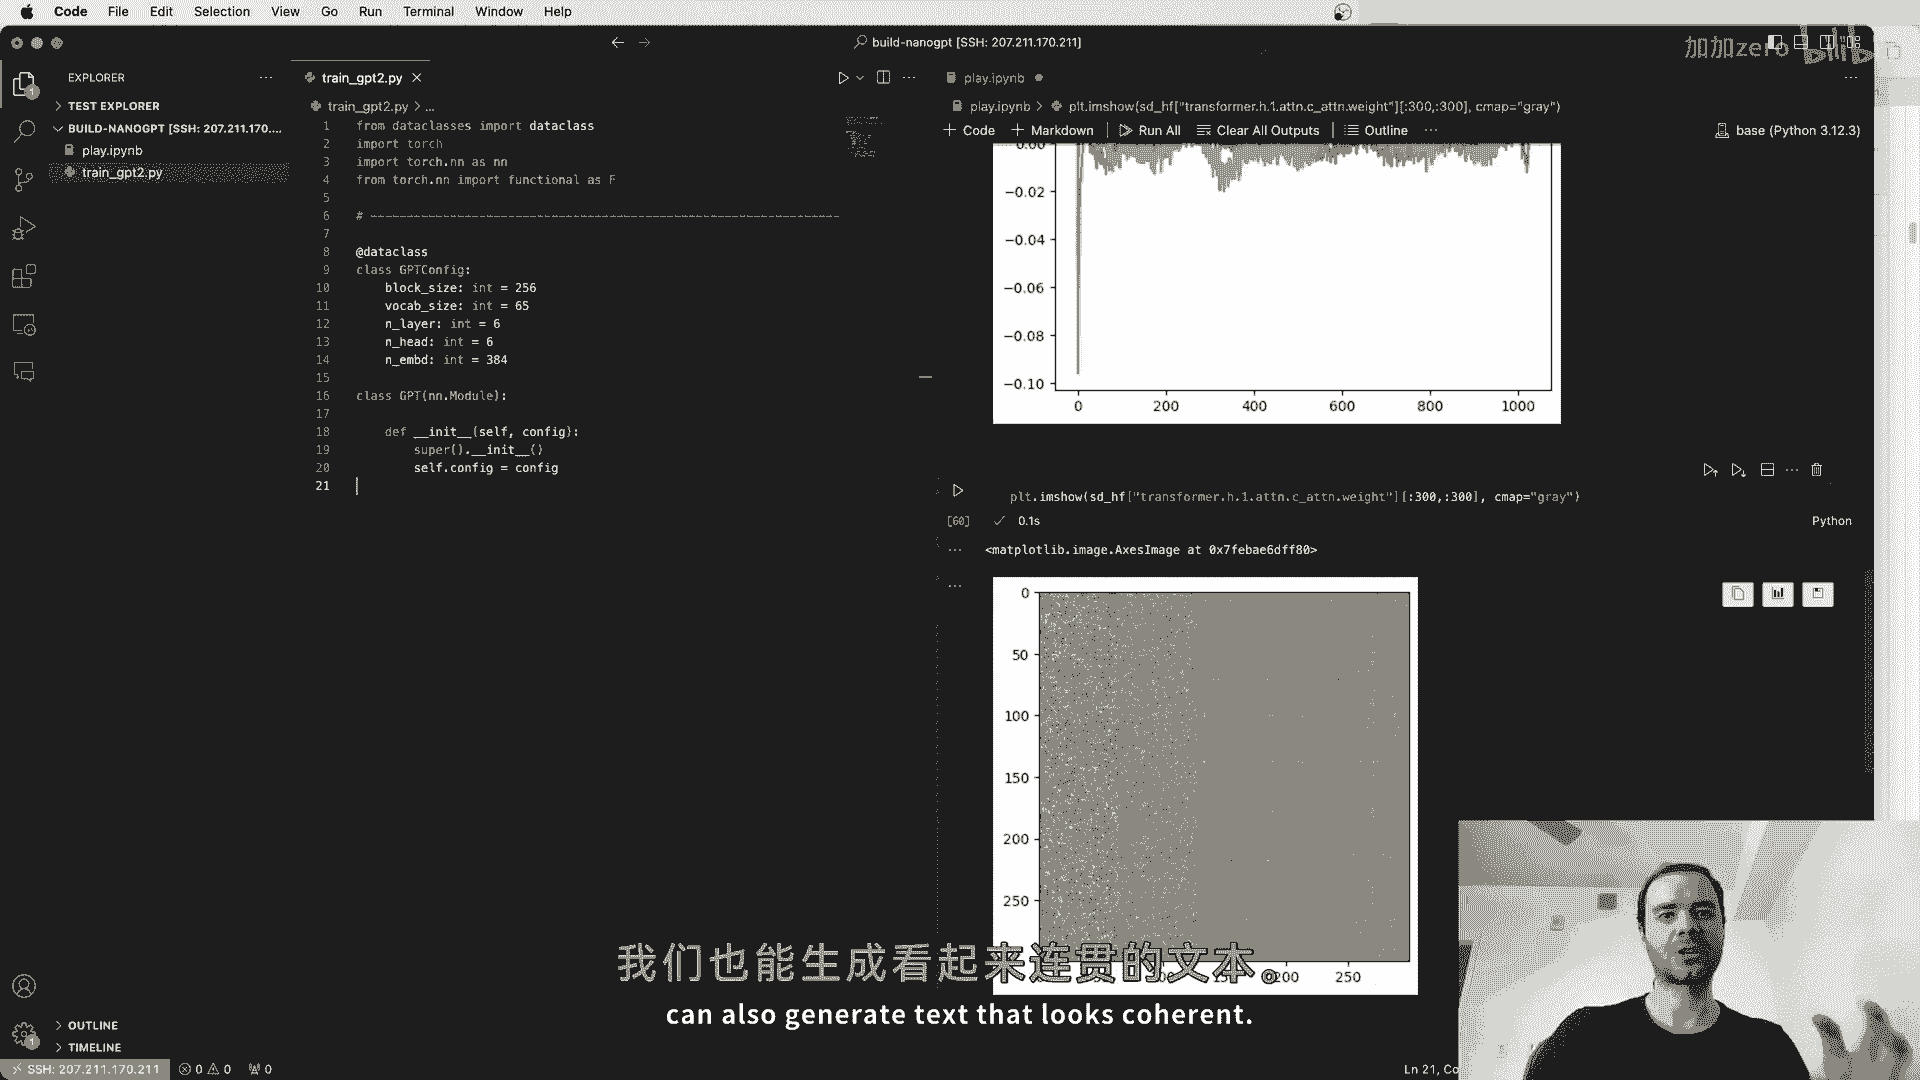 Code File Edit Selection View Go Run Terminal Window Help
build-nanogpt [SSH: 207.211.170.211]
加加zero bilibili
EXPLORER
TEST EXPLORER
BUILD-NANOGPT [SSH: 207.211.170....
play.ipynb
train_gpt2.py
train_gpt2.py
train_gpt2.py > ...
1 from dataclasses import dataclass
2 import torch
3 import torch.nn as nn
4 from torch.nn import functional as F
5
6 # -----------------------------------------------------------------------------
7
8 @dataclass
9 class GPTConfig:
10 block_size: int = 256
11 vocab_size: int = 65
12 n_layer: int = 6
13 n_head: int = 6
14 n_embd: int = 384
15
16 class GPT(nn.Module):
17
18 def __init__(self, config):
19 super().__init__()
20 self.config = config
21
play.ipynb
play.ipynb > plt.imshow(sd_hf["transformer.h.1.attn.c_attn.weight"][:300,:300], cmap="gray")
+ Code + Markdown Run All Clear All Outputs Outline ... base (Python 3.12.3)
0.00
−0.02
−0.04
−0.06
−0.08
−0.10
0 200 400 600 800 1000
plt.imshow(sd_hf["transformer.h.1.attn.c_attn.weight"][:300,:300], cmap="gray")
[60] 0.1s Python
<matplotlib.image.AxesImage at 0x7febae6dff80>
0
50
100
150
200
250
200 250
我们也能生成看起来连贯的文本。
can also generate text that looks coherent.
OUTLINE
TIMELINE
SSH: 207.211.170.211 0 0 0
Ln 21, Co